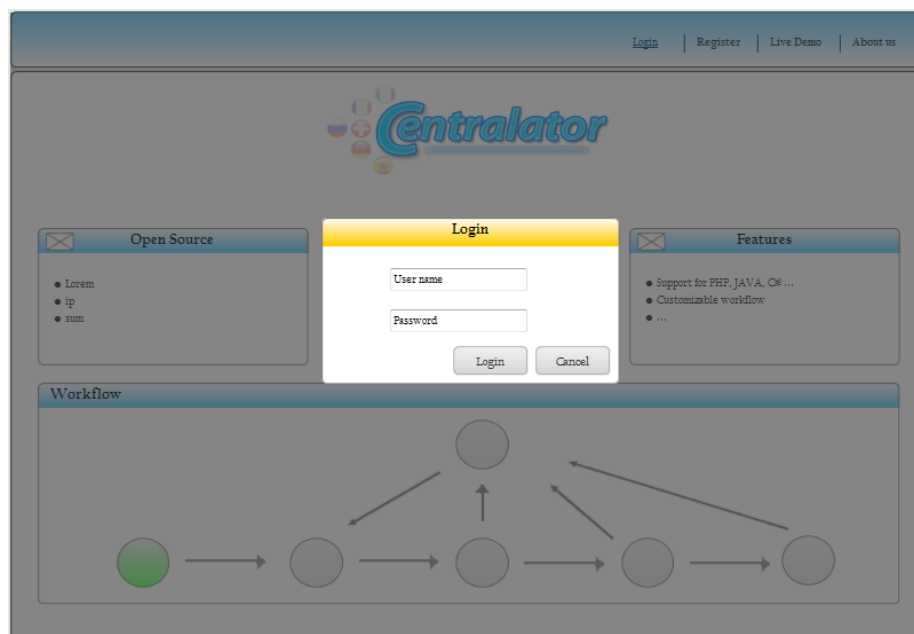 Login Register Live Demo About us
Centralator
Open Source
Lorem
ip
sum
Login
User name
Password
Login Cancel
Features
Support for PHP, JAVA, C# ...
Customizable workflow
...
Workflow